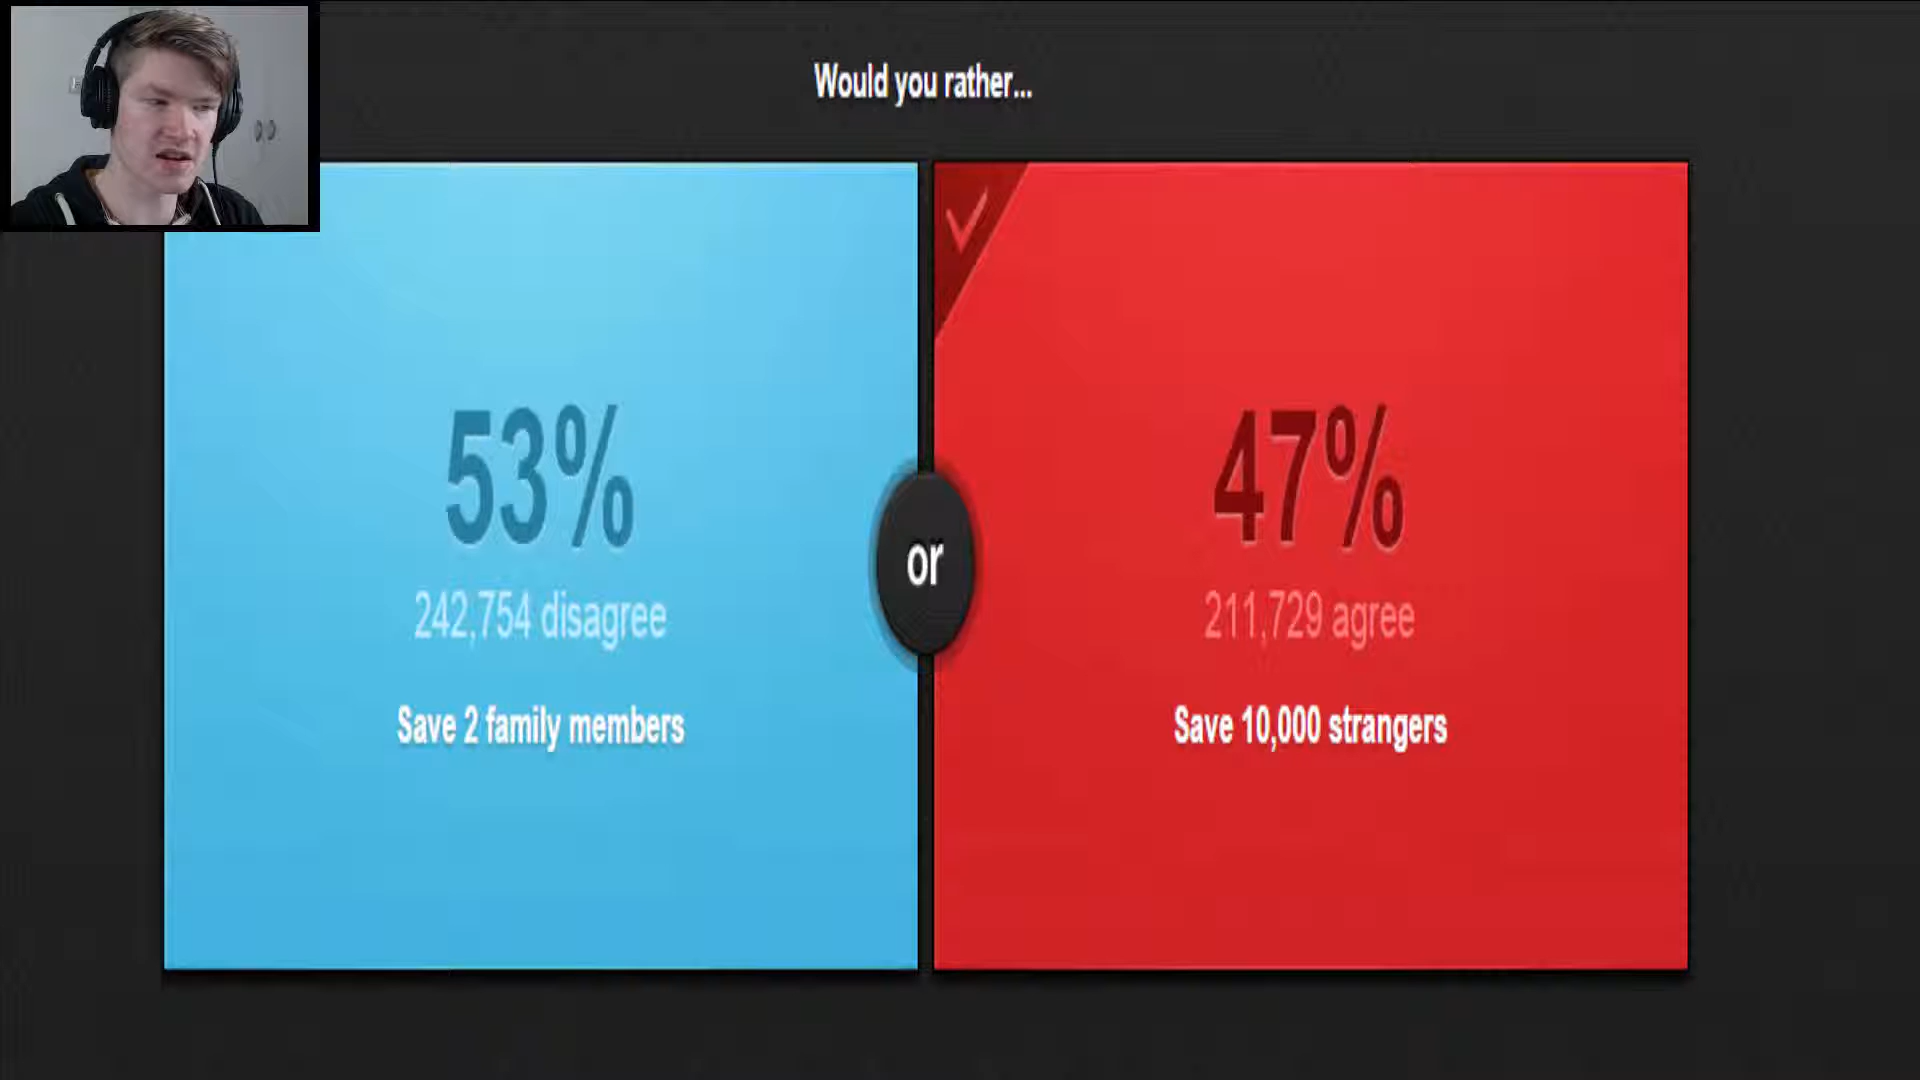 Would you rather...
53%
242,754 disagree
Save 2 family members
or
47%
211,729 agree
Save 10,000 strangers